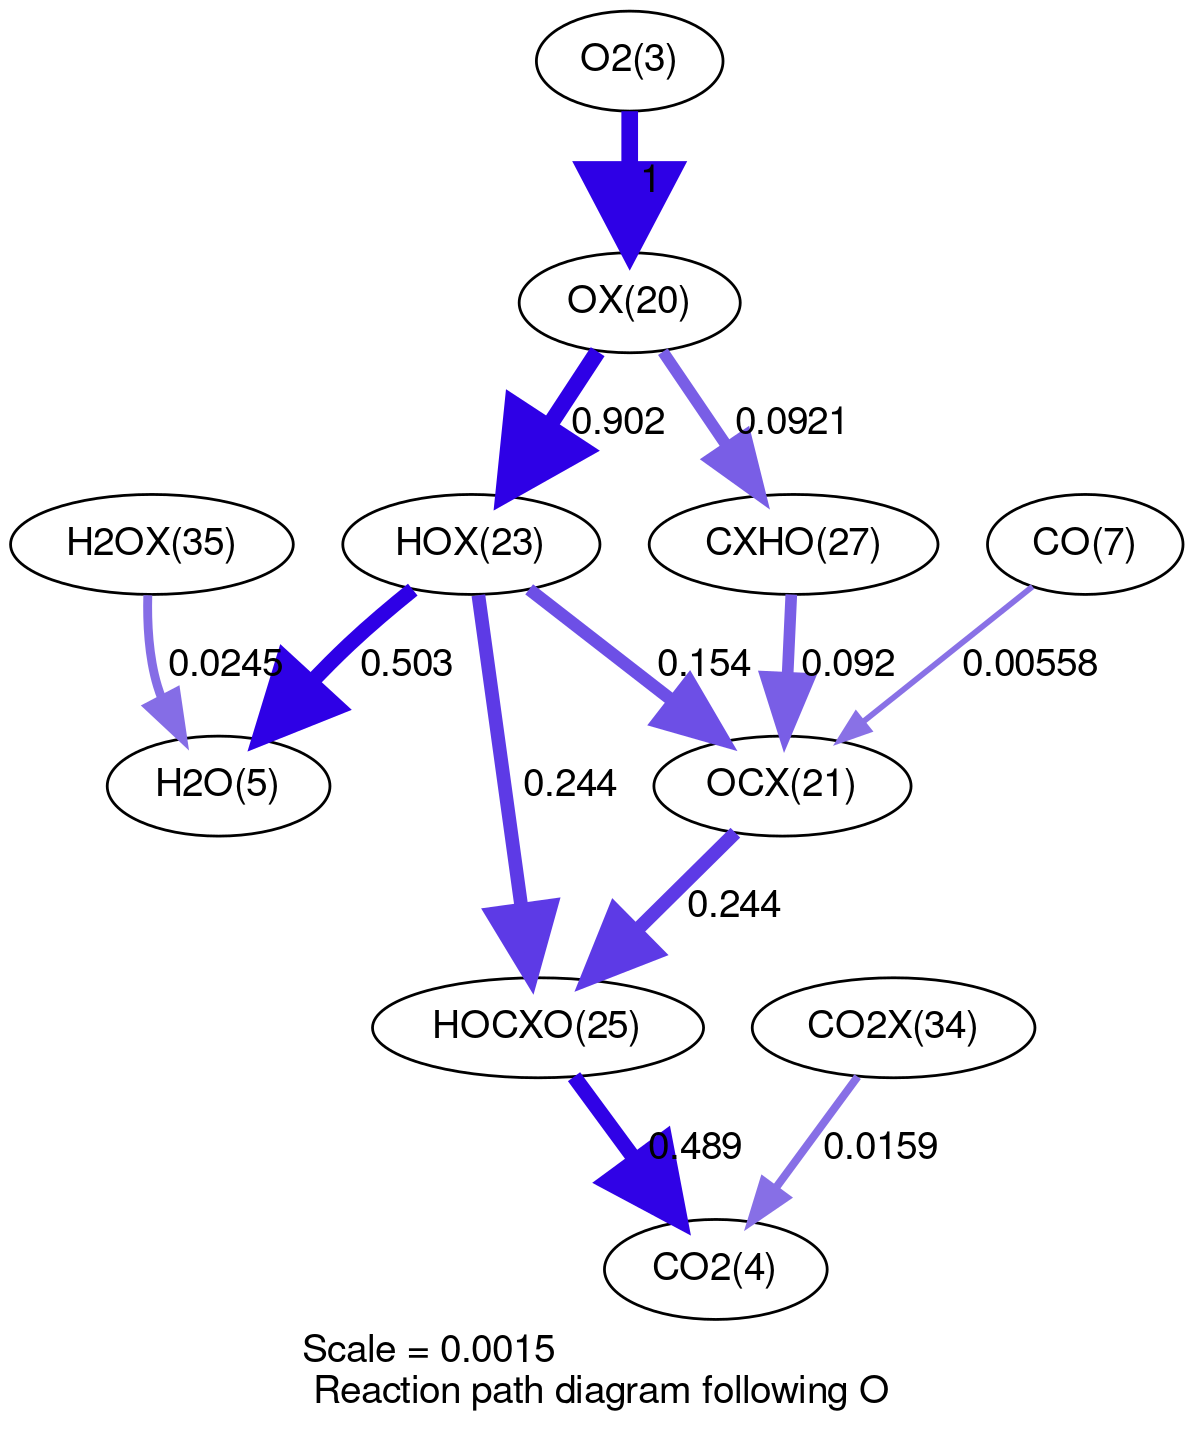 O2(3)
1
OX(20)
0.902
0.0921
H2OX(35)
HOX(23)
CXHO(27)
CO(7)
0.0245
0.503
0.154
0.092
0.00558
H2O(5)
0.244
OCX(21)
0.244
HOCXO(25)
CO2X(34)
0.489
0.0159
CO2(4)
Scale = 0.0015
Reaction path diagram following O